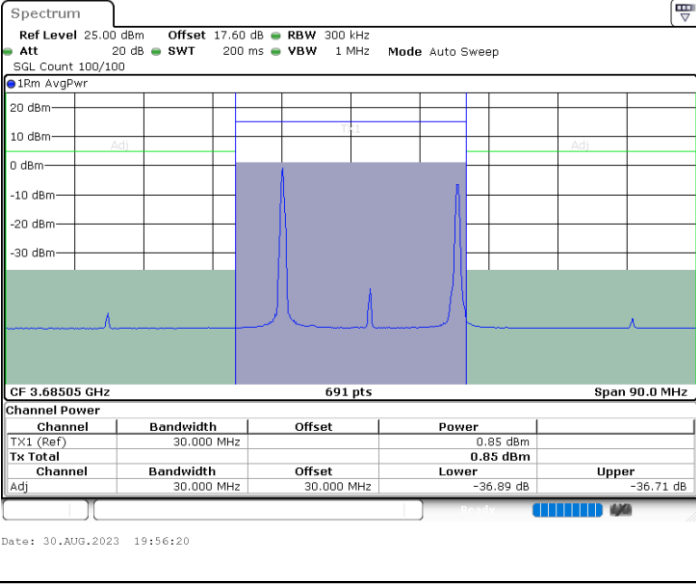 Spectrum
Ref Level 25.00 dBm Offset 17.60 dB RBW 300 kHz
Att 20 dB SWT 200 ms VBW 1 MHz Mode Auto Sweep
SGL Count 100/100
1Rm AvgPwr
20 dBm
TX1
10 dBm
Adj Adj
0 dBm
-10 dBm
-20 dBm
-30 dBm
CF 3.68505 GHz 691 pts Span 90.0 MHz
Channel Power
Channel Bandwidth Offset Power
TX1 (Ref) 30.000 MHz 0.85 dBm
Tx Total 0.85 dBm
Channel Bandwidth Offset Lower Upper
Adj 30.000 MHz 30.000 MHz -36.89 dB -36.71 dB
Ready
Date: 30.AUG.2023 19:56:20